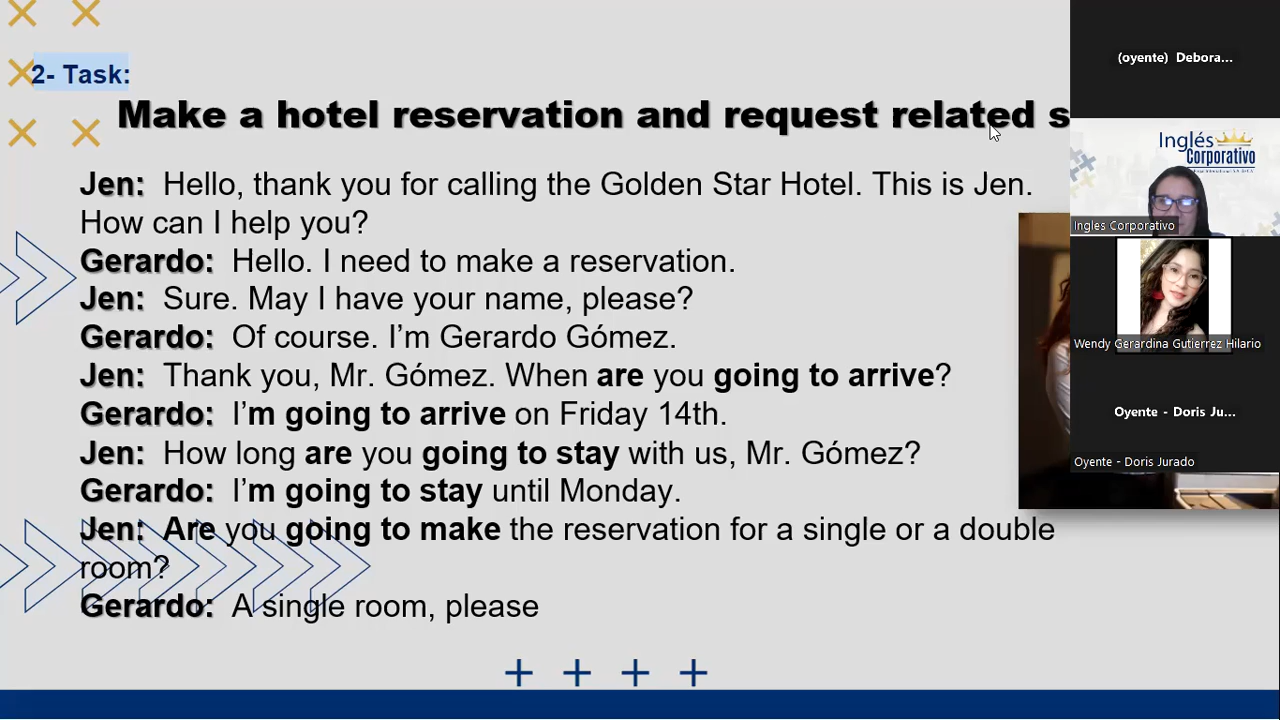 2- Task:
Make a hotel reservation and request related s
Jen: Hello, thank you for calling the Golden Star Hotel. This is Jen.
How can I help you?
Gerardo: Hello. I need to make a reservation.
Jen: Sure. May I have your name, please?
Gerardo: Of course. I’m Gerardo Gómez.
Jen: Thank you, Mr. Gómez. When are you going to arrive?
Gerardo: I’m going to arrive on Friday 14th.
Jen: How long are you going to stay with us, Mr. Gómez?
Gerardo: I’m going to stay until Monday.
Jen: Are you going to make the reservation for a single or a double
room?
Gerardo: A single room, please
(oyente) Debora...
Inglés
Corporativo
Ingles Corporativo
Wendy Gerardina Gutierrez Hilario
Oyente - Doris Ju...
Oyente - Doris Jurado